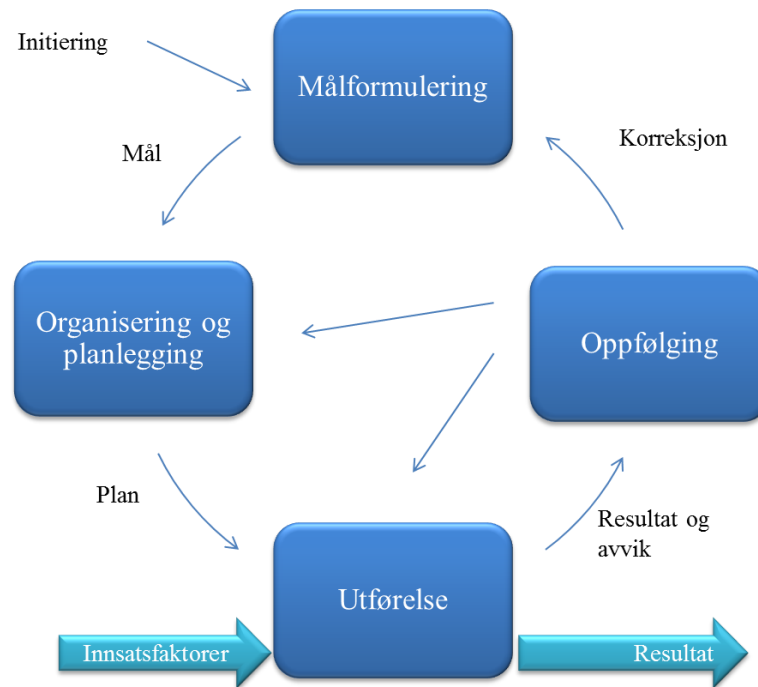 Initiering
Målformulering
Mål
Korreksjon
Organisering og
planlegging
Oppfølging
Plan
Resultat og
avvik
Utførelse
Innsatsfaktorer
Resultat